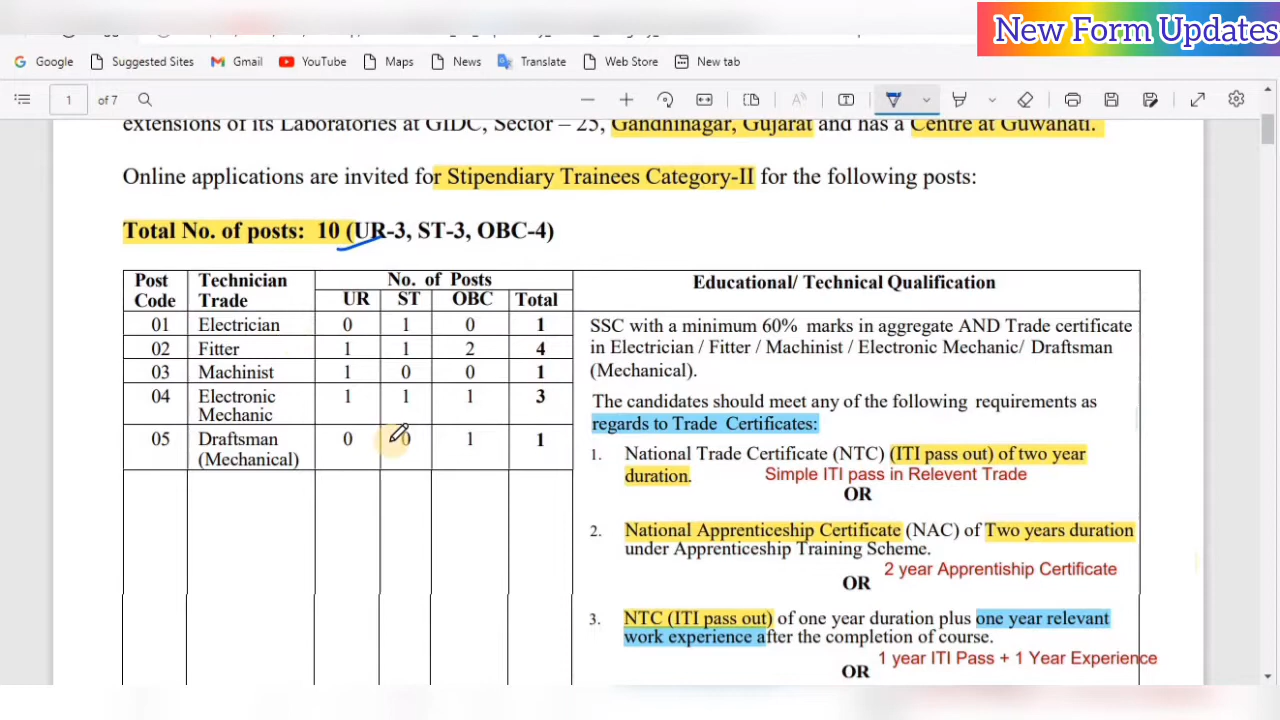 New Form Updates
Google Suggested Sites Gmail YouTube Maps News Translate Web Store New tab
1 of 7
extensions of its Laboratories at GIDC, Sector – 25, Gandhinagar, Gujarat and has a Centre at Guwahati.
Online applications are invited for Stipendiary Trainees Category-II for the following posts:
Total No. of posts: 10 (UR-3, ST-3, OBC-4)
Post Code Technician Trade No. of Posts Educational/ Technical Qualification
UR ST OBC Total
01 Electrician 0 1 0 1
02 Fitter 1 1 2 4
03 Machinist 1 0 0 1
04 Electronic Mechanic 1 1 1 3
05 Draftsman (Mechanical) 0 0 1 1
SSC with a minimum 60% marks in aggregate AND Trade certificate
in Electrician / Fitter / Machinist / Electronic Mechanic/ Draftsman
(Mechanical).
The candidates should meet any of the following requirements as
regards to Trade Certificates:
1. National Trade Certificate (NTC) (ITI pass out) of two year
duration. Simple ITI pass in Relevent Trade
OR
2. National Apprenticeship Certificate (NAC) of Two years duration
under Apprenticeship Training Scheme.
OR 2 year Apprentiship Certificate
3. NTC (ITI pass out) of one year duration plus one year relevant
work experience after the completion of course.
OR 1 year ITI Pass + 1 Year Experience